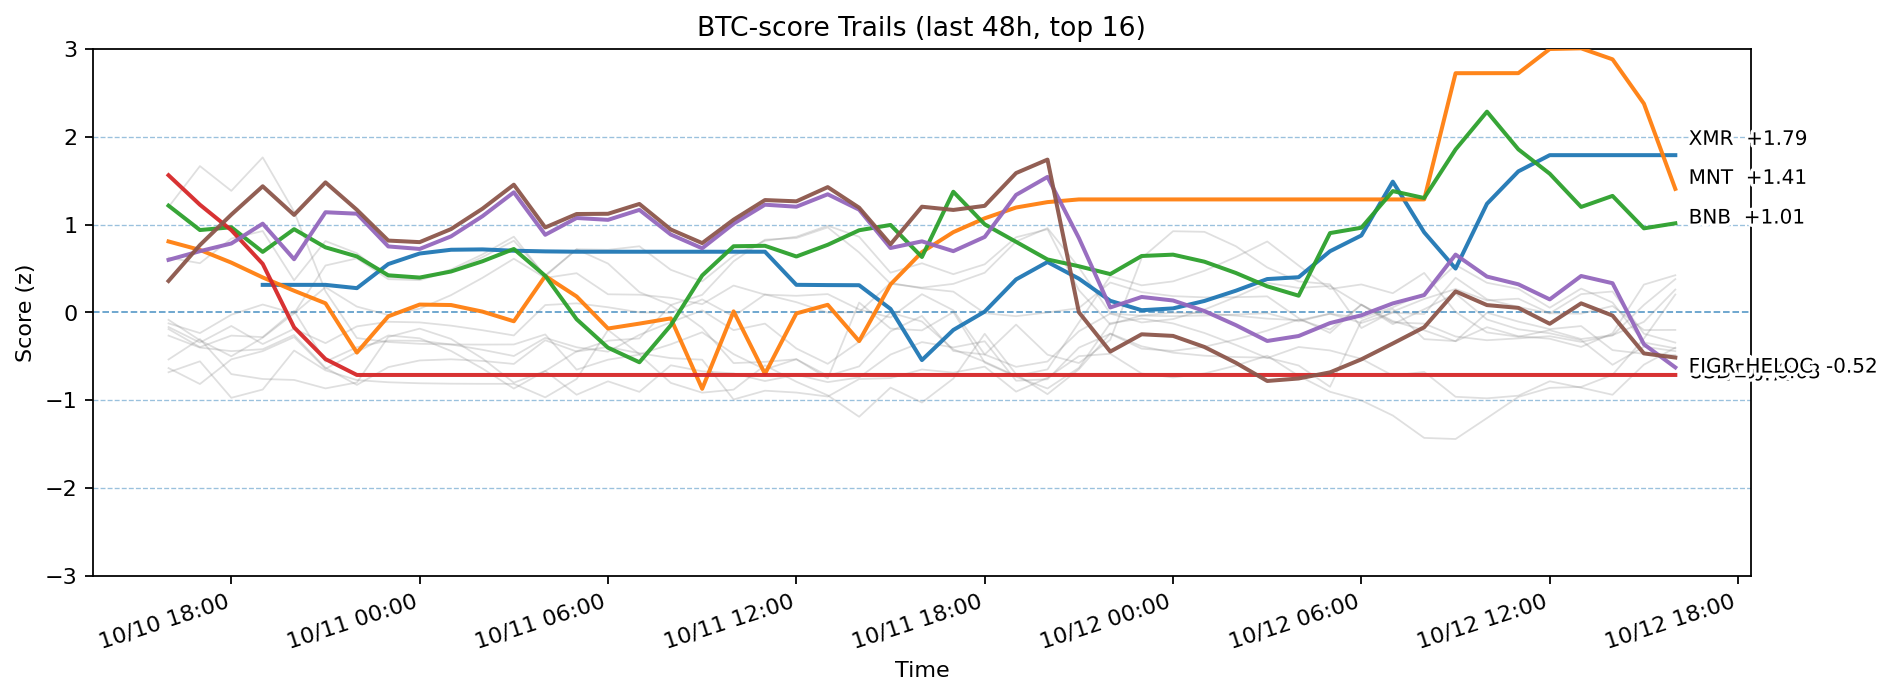 BTC-score Trails (last 48h, top 16)
3
2
1
0
−1
−2
−3
Score (z)
XMR +1.79
MNT +1.41
BNB +1.01
FIGR_HELOC -0.52
10/10 18:00
10/11 00:00
10/11 06:00
10/11 12:00
10/11 18:00
10/12 00:00
10/12 06:00
10/12 12:00
10/12 18:00
Time